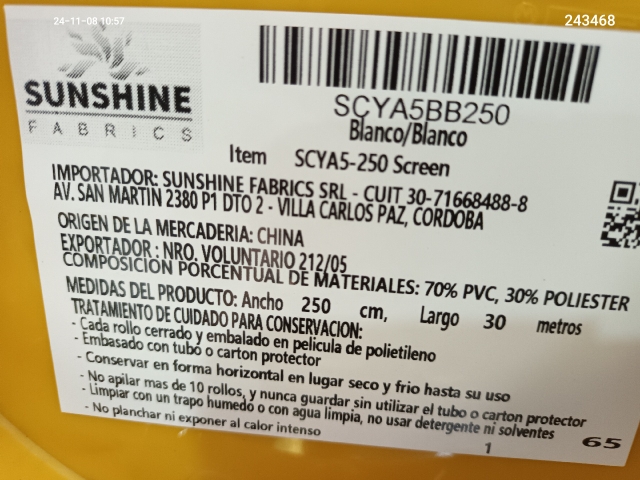 24-11-08 10:57
243468
SUNSHINE
FABRICS
SCYA5BB250
Blanco/Blanco
Item SCYA5-250 Screen
IMPORTADOR: SUNSHINE FABRICS SRL - CUIT 30-71668488-8
AV. SAN MARTIN 2380 P1 DTO 2 - VILLA CARLOS PAZ, CORDOBA
ORIGEN DE LA MERCADERIA: CHINA
EXPORTADOR : NRO. VOLUNTARIO 212/05
COMPOSICION PORCENTUAL DE MATERIALES: 70% PVC, 30% POLIESTER
MEDIDAS DEL PRODUCTO: Ancho 250 cm, Largo 30 metros
TRATAMIENTO DE CUIDADO PARA CONSERVACION:
- Cada rollo cerrado y embalado en pelicula de polietileno
- Embasado con tubo o carton protector
- Conservar en forma horizontal en lugar seco y frio hasta su uso
- No apilar mas de 10 rollos, y nunca guardar sin utilizar el tubo o carton protector
- Limpiar con un trapo humedo o con agua limpia, no usar detergente ni solventes
- No planchar ni exponer al calor intenso
1
65